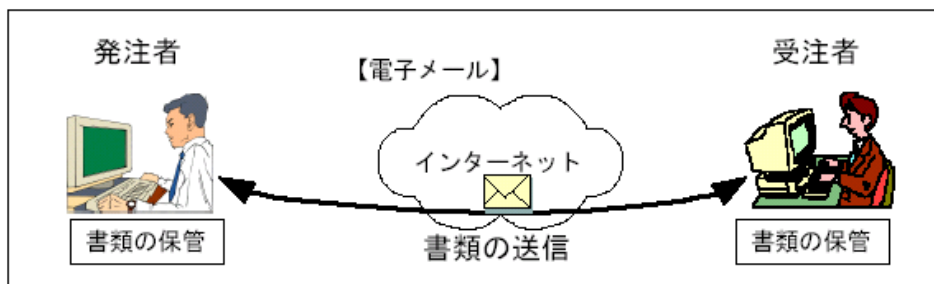 発注者
受注者
【電子メール】
インターネット
書類の送信
書類の保管
書類の保管